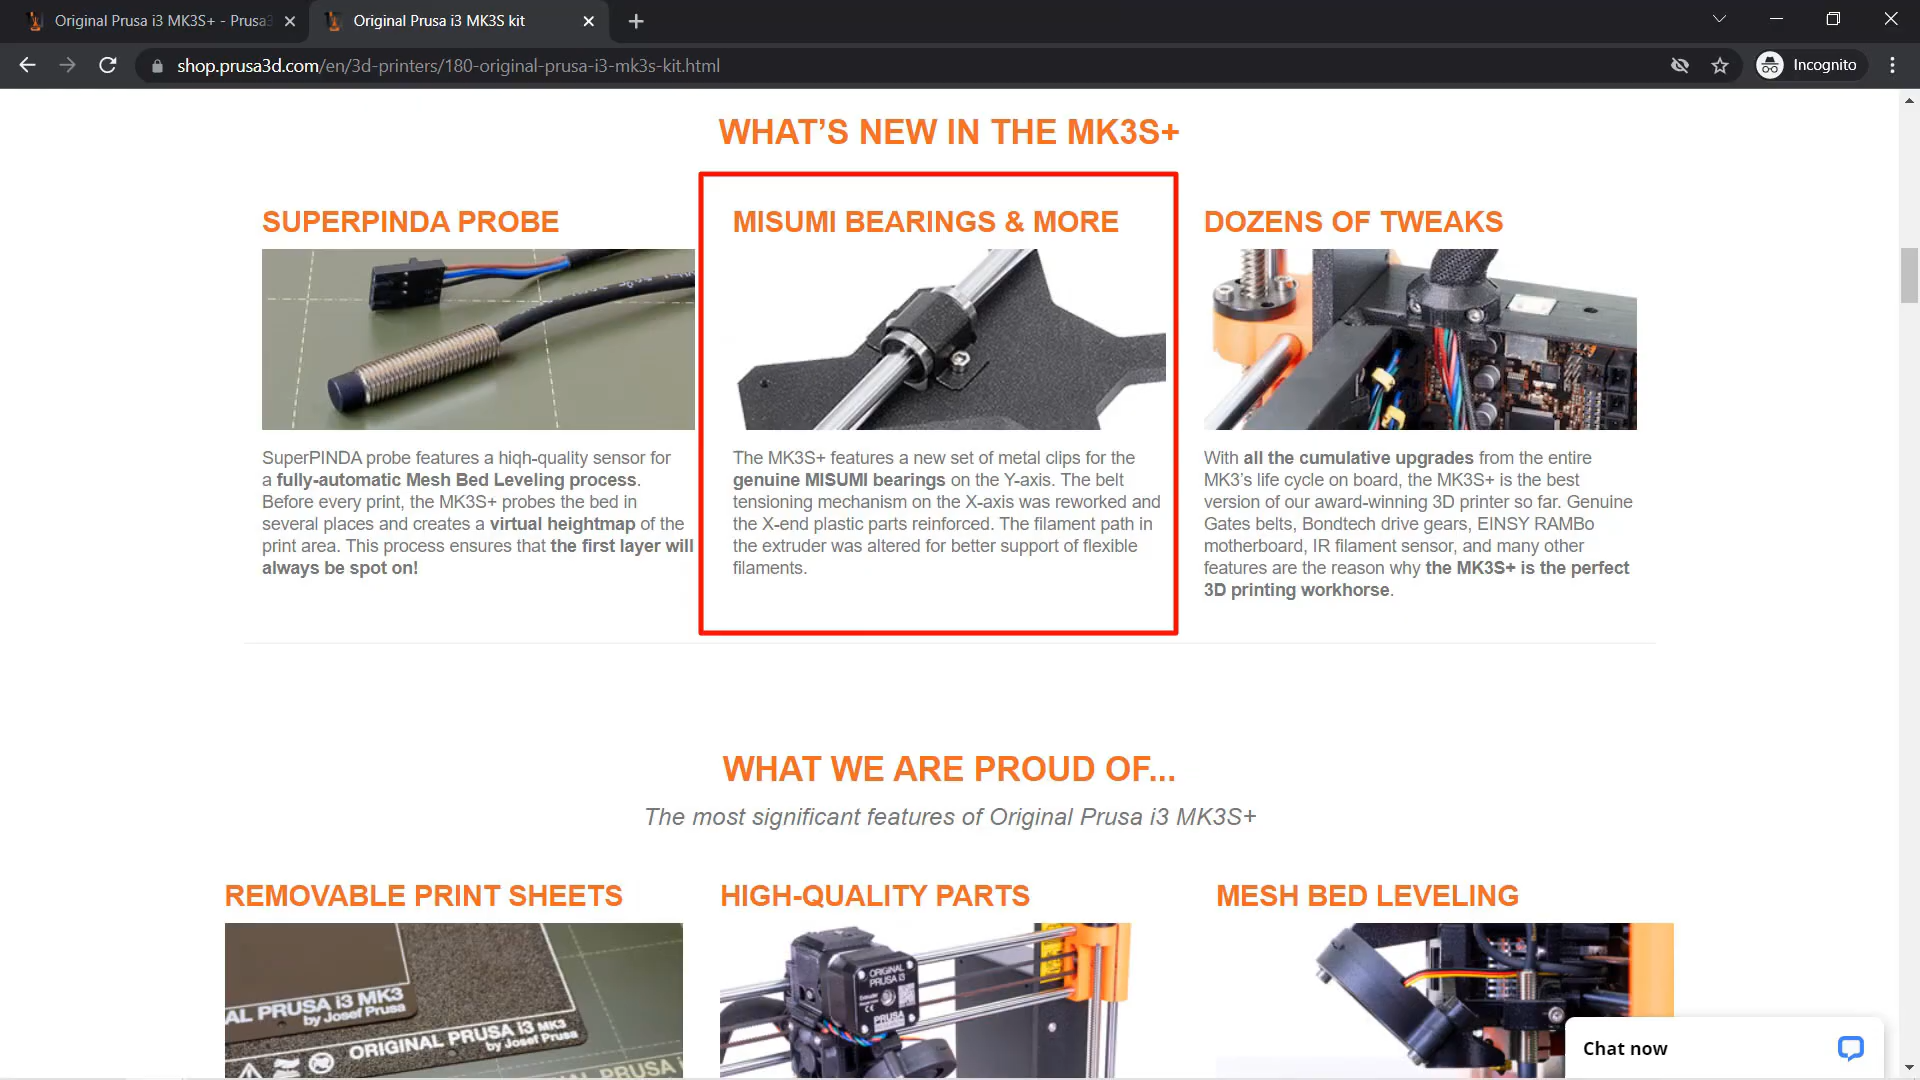 Original Prusa i3 MK3S+ - Prusa
Original Prusa i3 MK3S kit
shop.prusa3d.com/en/3d-printers/180-original-prusa-i3-mk3s-kit.html
Incognito
WHAT’S NEW IN THE MK3S+
SUPERPINDA PROBE
SuperPINDA probe features a high-quality sensor for
a fully-automatic Mesh Bed Leveling process.
Before every print, the MK3S+ probes the bed in
several places and creates a virtual heightmap of the
print area. This process ensures that the first layer will
always be spot on!
MISUMI BEARINGS & MORE
The MK3S+ features a new set of metal clips for the
genuine MISUMI bearings on the Y-axis. The belt
tensioning mechanism on the X-axis was reworked and
the X-end plastic parts reinforced. The filament path in
the extruder was altered for better support of flexible
filaments.
DOZENS OF TWEAKS
With all the cumulative upgrades from the entire
MK3’s life cycle on board, the MK3S+ is the best
version of our award-winning 3D printer so far. Genuine
Gates belts, Bondtech drive gears, EINSY RAMBo
motherboard, IR filament sensor, and many other
features are the reason why the MK3S+ is the perfect
3D printing workhorse.
WHAT WE ARE PROUD OF...
The most significant features of Original Prusa i3 MK3S+
REMOVABLE PRINT SHEETS
AL PRUSA i3 MK3
by Josef Prusa
ORIGINAL PRUSA i3 MK3
by Josef Prusa
HIGH-QUALITY PARTS
ORIGINAL
PRUSA i3
Extruder
PRUSA
MESH BED LEVELING
Chat now